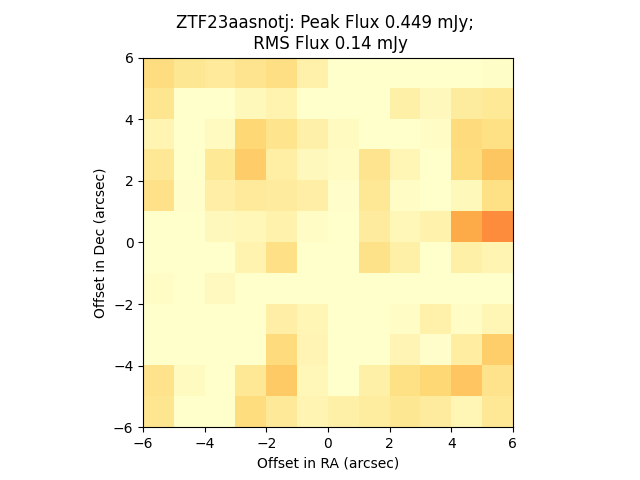 ZTF23aasnotj: Peak Flux 0.449 mJy;
RMS Flux 0.14 mJy
6
4
2
0
−2
−4
−6
Offset in Dec (arcsec)
−6 −4 −2 0 2 4 6
Offset in RA (arcsec)